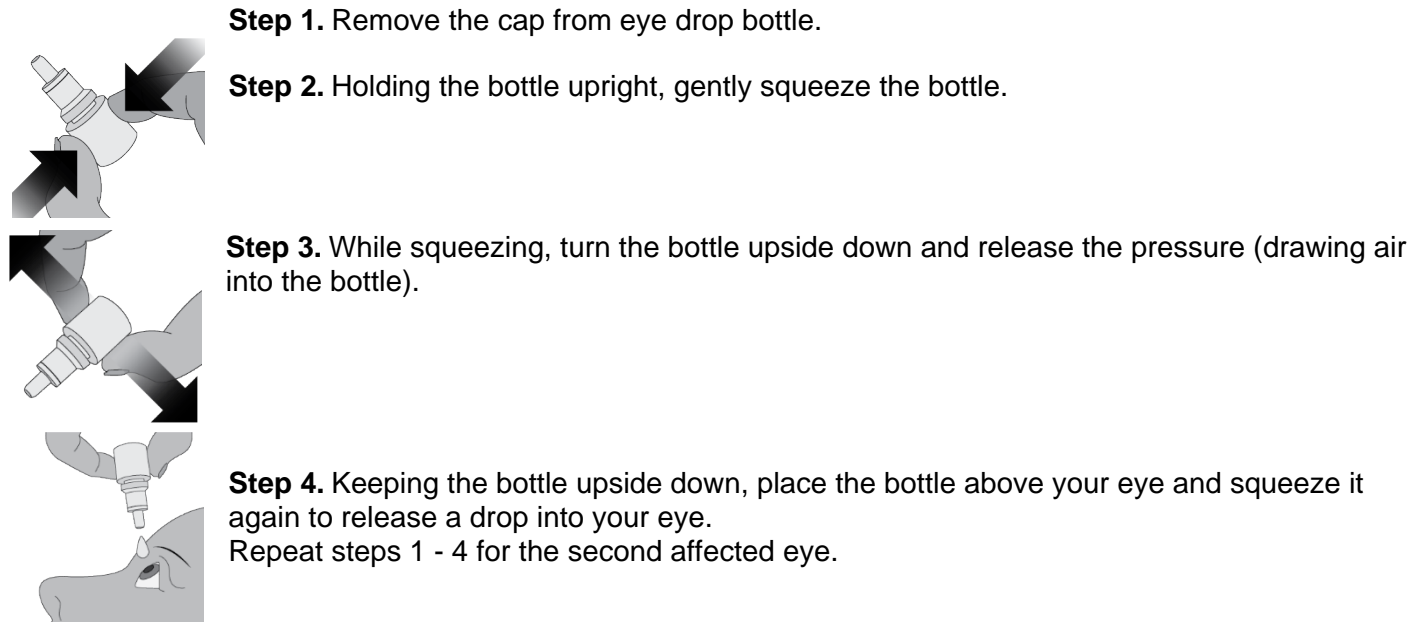 Step 1. Remove the cap from eye drop bottle.
Step 2. Holding the bottle upright, gently squeeze the bottle.
Step 3. While squeezing, turn the bottle upside down and release the pressure (drawing air
into the bottle).
Step 4. Keeping the bottle upside down, place the bottle above your eye and squeeze it
again to release a drop into your eye.
Repeat steps 1 - 4 for the second affected eye.